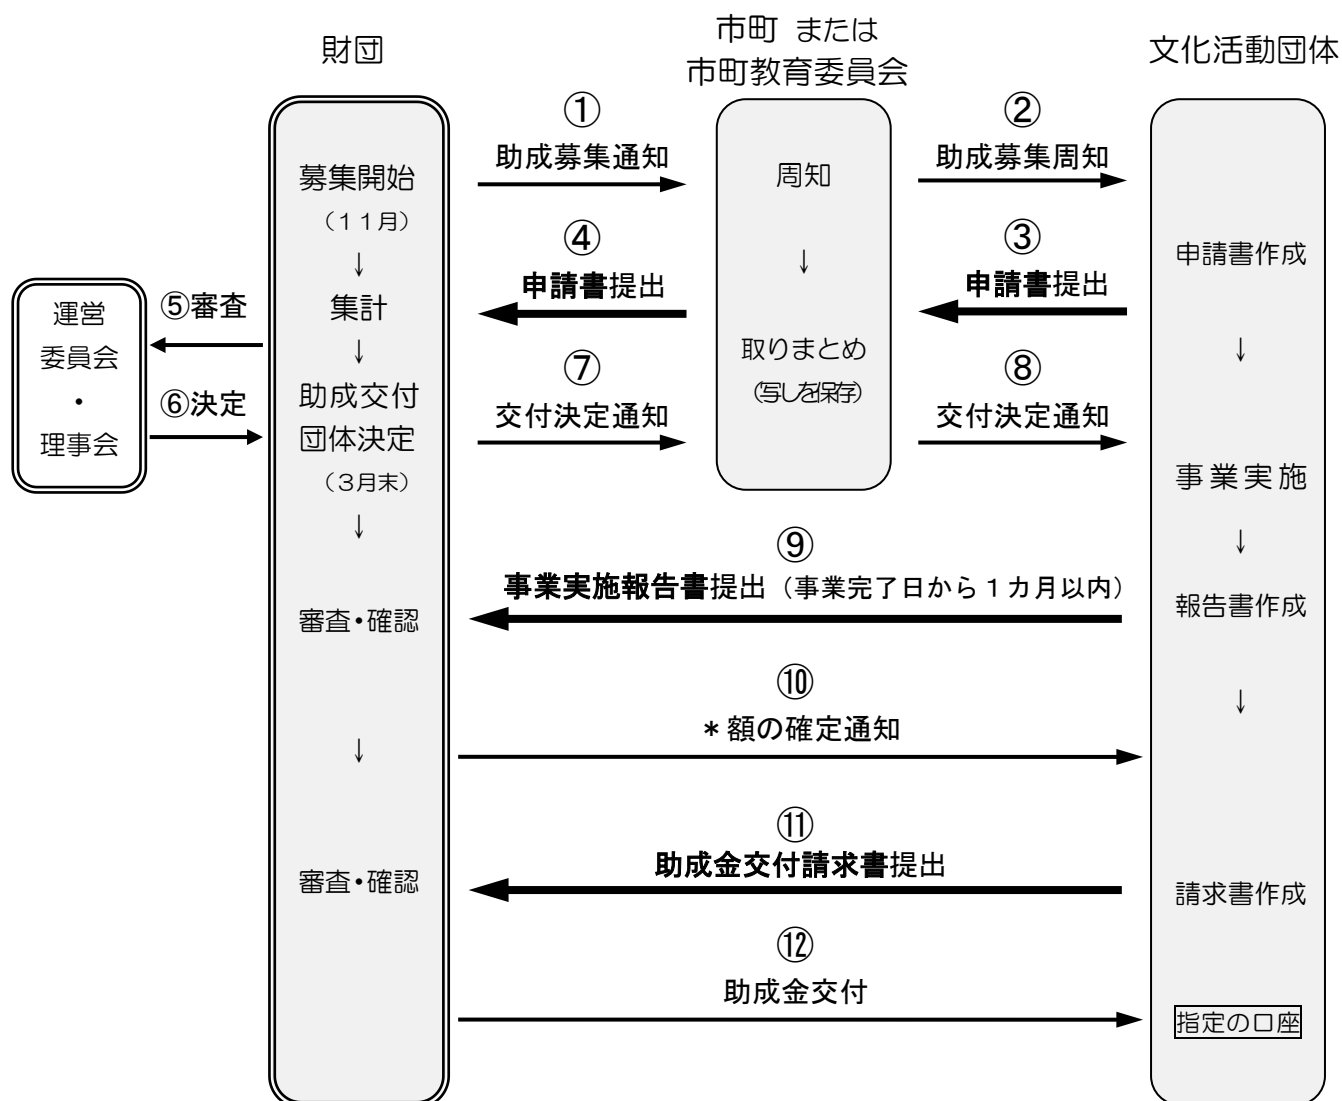 財団
市町 または
市町教育委員会
文化活動団体
①
助成募集通知
②
助成募集周知
募集開始
（１１月）
↓
集計
↓
助成交付
団体決定
（３月末）
↓
審査・確認
↓
審査・確認
周知
↓
取りまとめ
（写しを保存）
申請書作成
↓
事業実施
↓
報告書作成
↓
請求書作成
指定の口座
④
申請書提出
③
申請書提出
運営
委員会
・
理事会
⑤審査
⑥決定
⑦
交付決定通知
⑧
交付決定通知
⑨
事業実施報告書提出（事業完了日から１カ月以内）
⑩
＊額の確定通知
⑪
助成金交付請求書提出
⑫
助成金交付